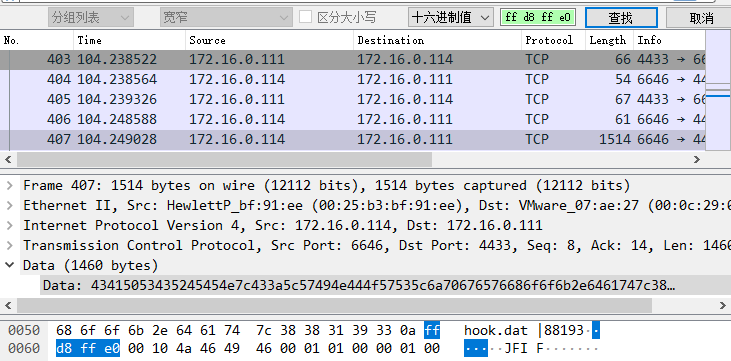 分组列表 宽窄 区分大小写 十六进制值 ff d8 ff e0 查找 取消
No. Time Source Destination Protocol Length Info
403 104.238522 172.16.0.111 172.16.0.114 TCP 66 4433 → 66
404 104.238564 172.16.0.114 172.16.0.111 TCP 54 6646 → 44
405 104.239326 172.16.0.111 172.16.0.114 TCP 67 4433 → 66
406 104.248588 172.16.0.114 172.16.0.111 TCP 61 6646 → 44
407 104.249028 172.16.0.114 172.16.0.111 TCP 1514 6646 → 44
Frame 407: 1514 bytes on wire (12112 bits), 1514 bytes captured (12112 bits)
Ethernet II, Src: HewlettP_bf:91:ee (00:25:b3:bf:91:ee), Dst: VMware_07:ae:27 (00:0c:29:0
Internet Protocol Version 4, Src: 172.16.0.114, Dst: 172.16.0.111
Transmission Control Protocol, Src Port: 6646, Dst Port: 4433, Seq: 8, Ack: 14, Len: 1460
Data (1460 bytes)
Data: 43415053435245454e7c433a5c57494e444f57535c6a70676576686f6f6b2e6461747c38…
0050 68 6f 6f 6b 2e 64 61 74 7c 38 38 31 39 33 0a ff hook.dat |88193··
0060 d8 ff e0 00 10 4a 46 49 46 00 01 01 00 00 01 00 ·····JFI F·······